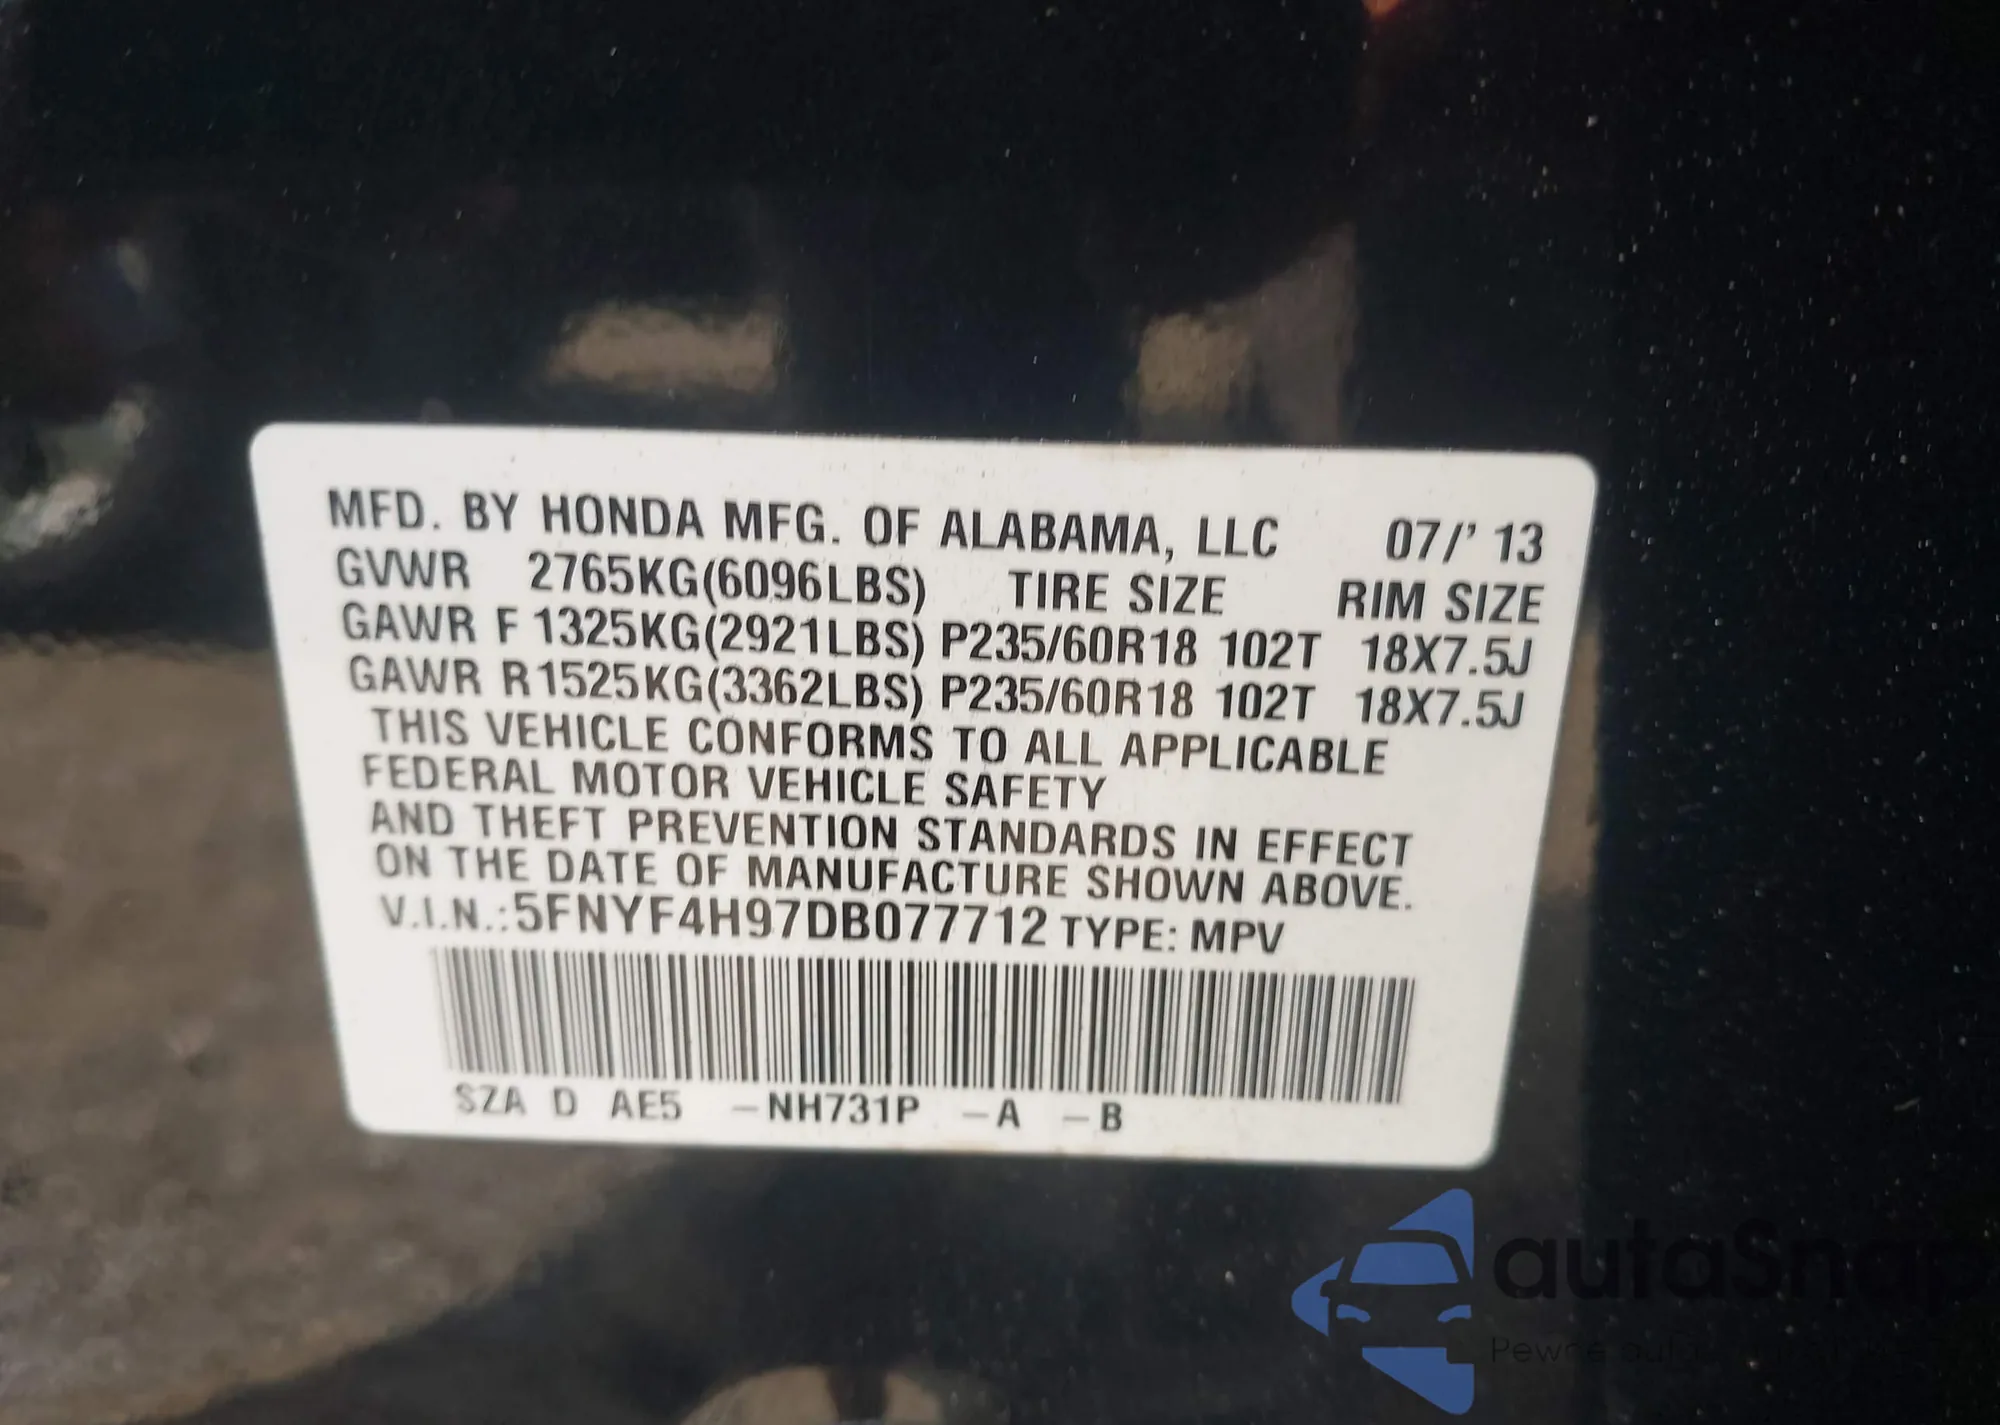 MFD. BY HONDA MFG. OF ALABAMA, LLC 07/' 13
GVWR 2765KG(6096LBS) TIRE SIZE RIM SIZE
GAWR F 1325KG(2921LBS) P235/60R18 102T 18X7.5J
GAWR R 1525KG(3362LBS) P235/60R18 102T 18X7.5J
THIS VEHICLE CONFORMS TO ALL APPLICABLE
FEDERAL MOTOR VEHICLE SAFETY
AND THEFT PREVENTION STANDARDS IN EFFECT
ON THE DATE OF MANUFACTURE SHOWN ABOVE.
V.I.N.:5FNYF4H97DB077712 TYPE: MPV
SZA D AE5 -NH731P -A -B
autaSnap
Pewne